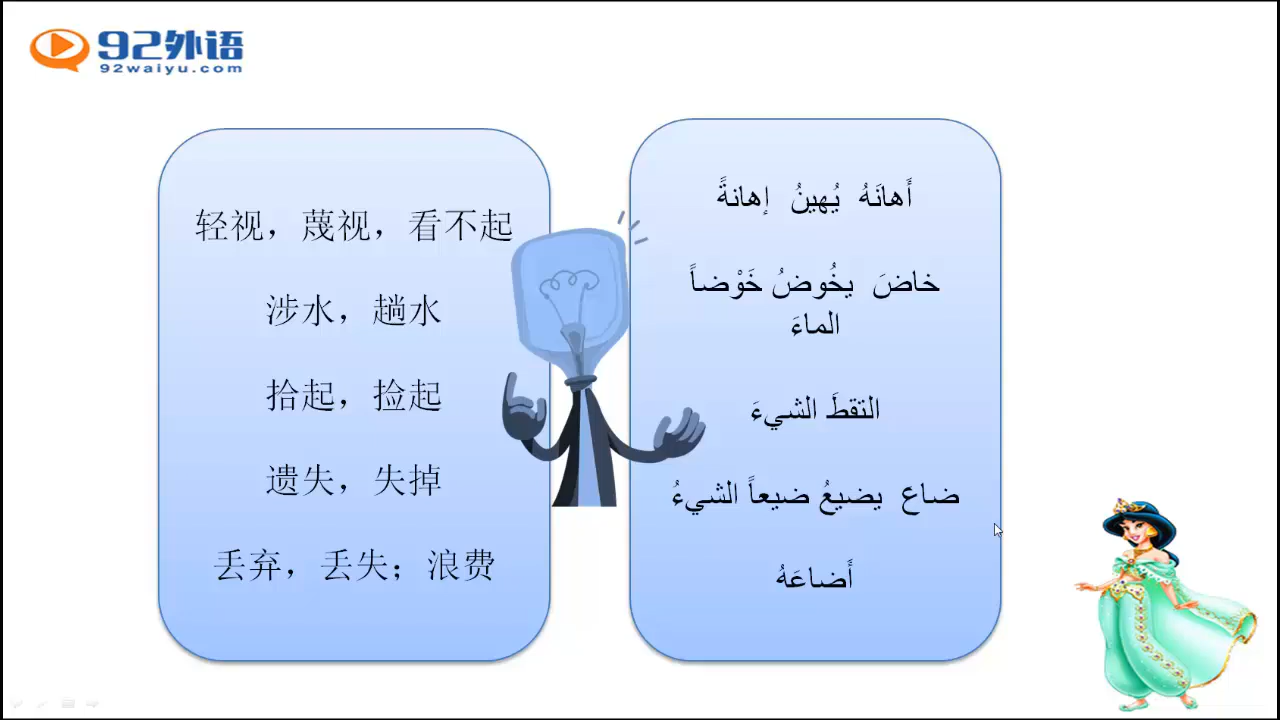 92外语
92waiyu.com
轻视，蔑视，看不起
涉水，趟水
拾起，捡起
遗失，失掉
丢弃，丢失；浪费
أَهانَهُ يُهينُ إهانةً
خاضَ يخُوضُ خَوْضاً
الماءَ
التقطَ الشيءَ
ضاع يضيعُ ضيعاً الشيءُ
أَضاعَهُ